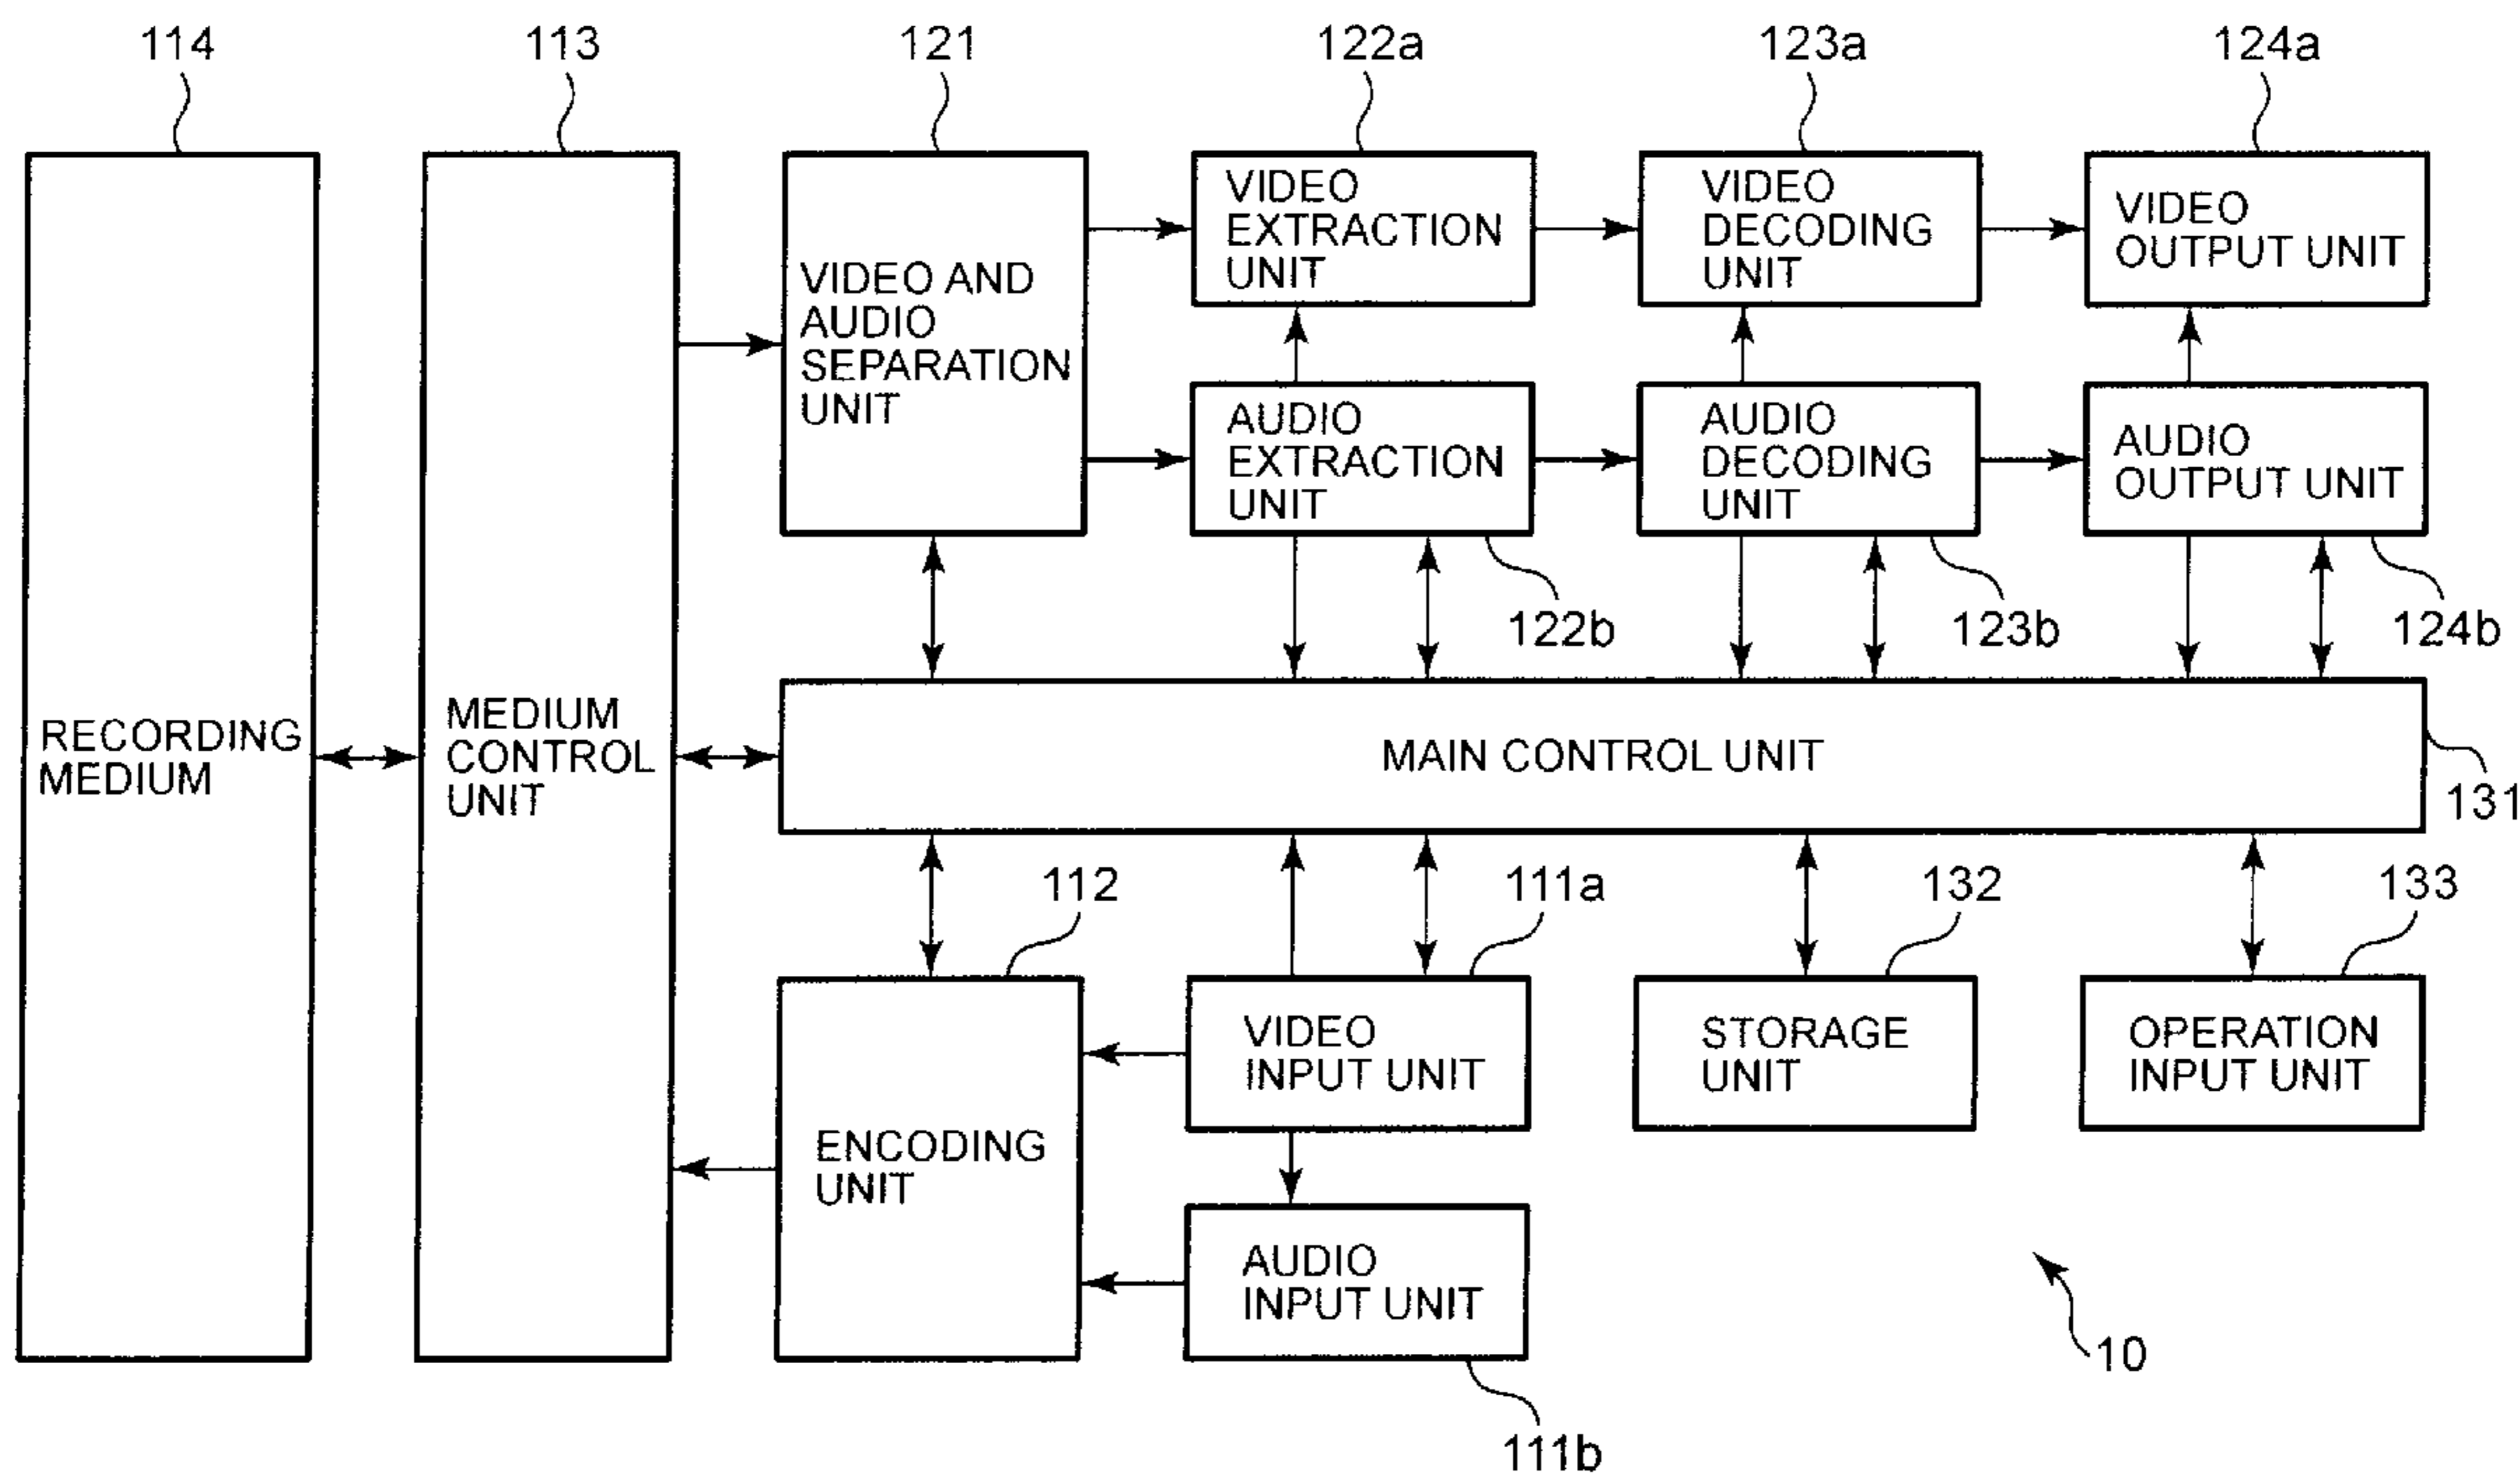 114
113
121
122a
123a
124a
RECORDING
MEDIUM
MEDIUM
CONTROL
UNIT
VIDEO AND
AUDIO
SEPARATION
UNIT
VIDEO
EXTRACTION
UNIT
VIDEO
DECODING
UNIT
VIDEO
OUTPUT UNIT
AUDIO
EXTRACTION
UNIT
AUDIO
DECODING
UNIT
AUDIO
OUTPUT UNIT
122b
123b
124b
MAIN CONTROL UNIT
131
112
111a
132
133
ENCODING
UNIT
VIDEO
INPUT UNIT
STORAGE
UNIT
OPERATION
INPUT UNIT
AUDIO
INPUT UNIT
10
111b